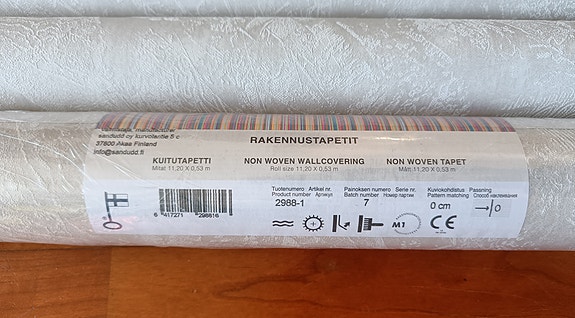 sandudd oy kurvolantie 5 c
37800 Akaa Finland
info@sandudd.fi
RAKENNUSTAPETIT
KUITUTAPETTI NON WOVEN WALLCOVERING NON WOVEN TAPET
Mitat 11,20 X 0,53 m Roll size 11,20 X 0,53 m Mått 11,20 X 0,53 m
Tuotenumero Artikel nr. Painoksen numero Serie nr. Kuviokohdistus Passning
Product number Артикул Batch number Номер партии Pattern matching Способ наклеивания
2988-1 7 0 cm
6 417271 298816
M1 CE